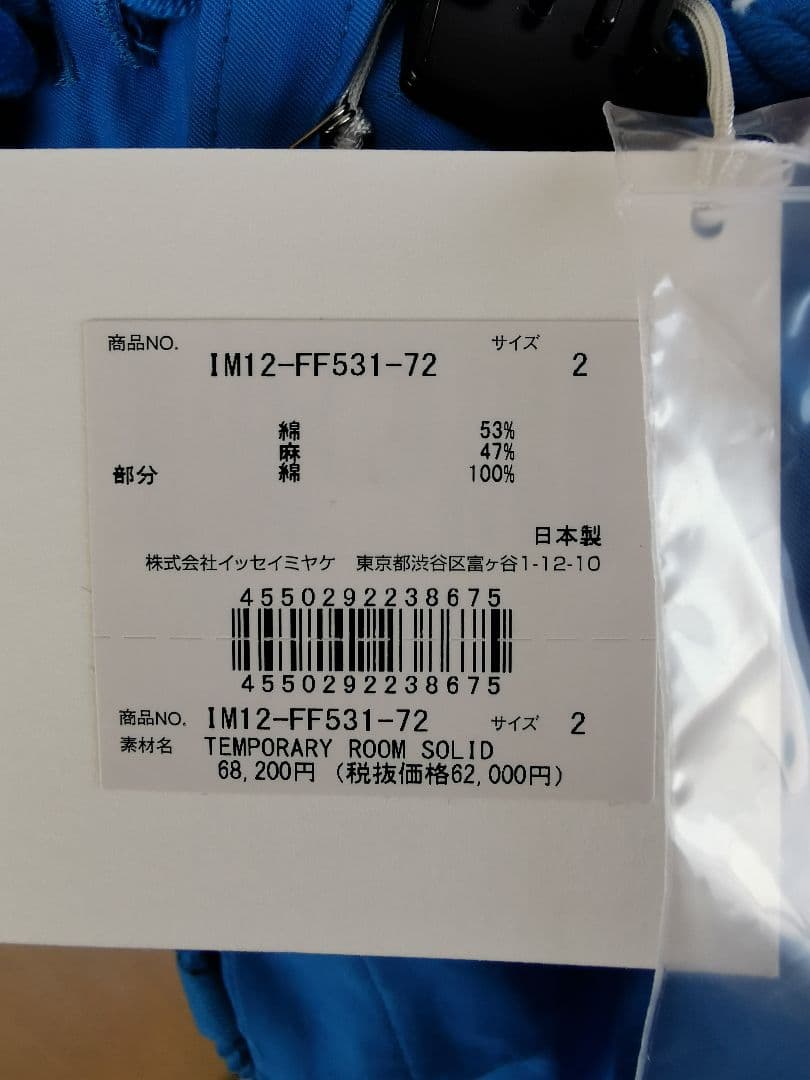 商品NO. IM12-FF531-72 サイズ 2
綿 53%
麻 47%
部分 綿 100%
日本製
株式会社イッセイミヤケ 東京都渋谷区富ヶ谷1-12-10
4550292238675
4550292238675
商品NO. IM12-FF531-72 サイズ 2
素材名 TEMPORARY ROOM SOLID
68,200円 (税抜価格62,000円)